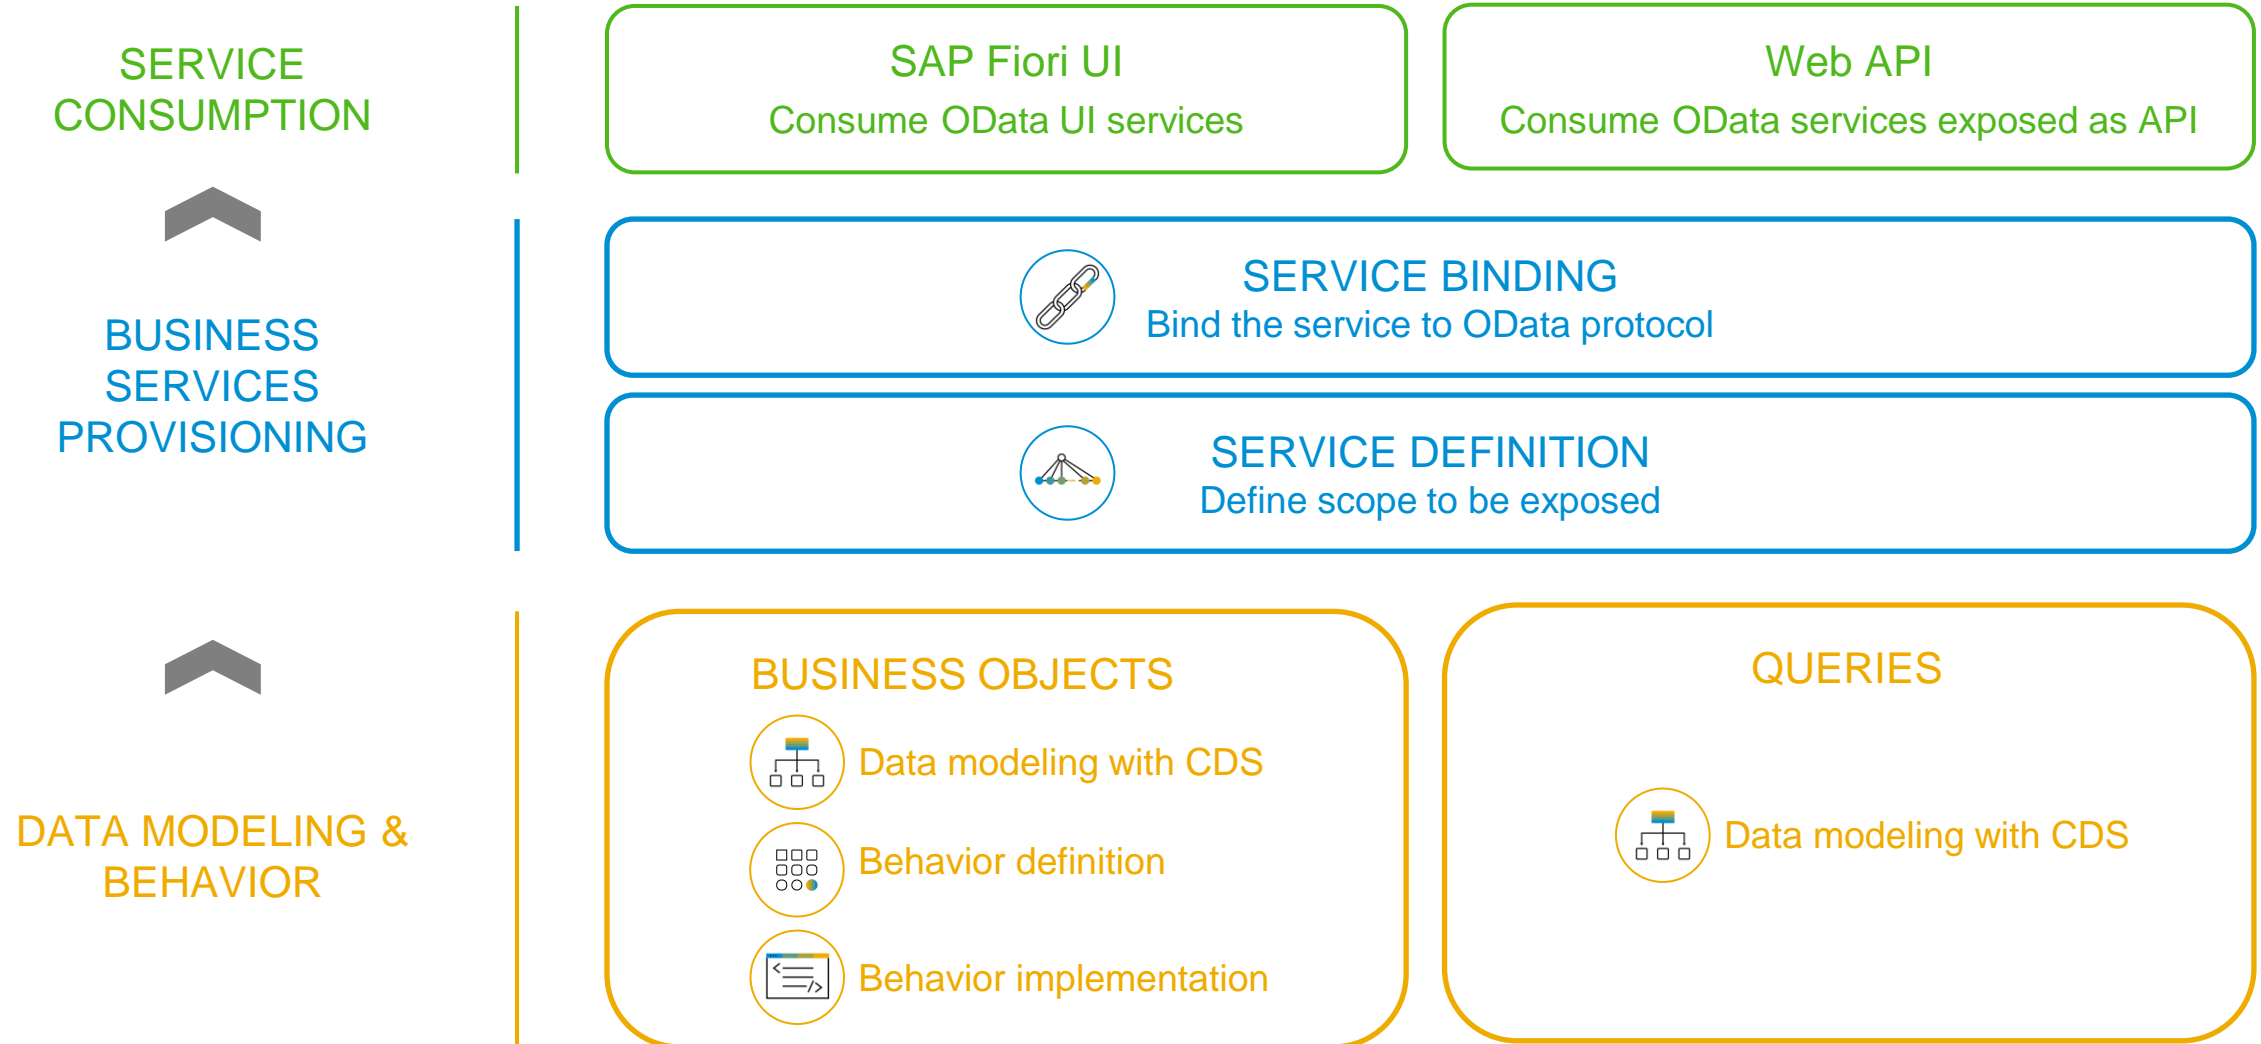 SERVICE
CONSUMPTION
SAP Fiori UI
Consume OData UI services
Web API
Consume OData services exposed as API
BUSINESS
SERVICES
PROVISIONING
SERVICE BINDING
Bind the service to OData protocol
SERVICE DEFINITION
Define scope to be exposed
DATA MODELING &
BEHAVIOR
BUSINESS OBJECTS
Data modeling with CDS
Behavior definition
Behavior implementation
QUERIES
Data modeling with CDS